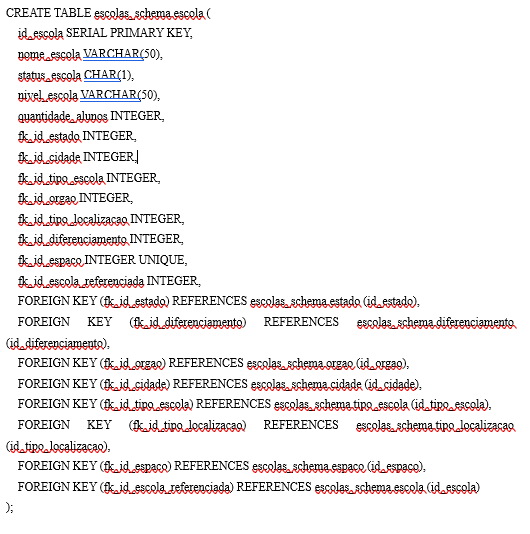 CREATE TABLE escolas_schema.escola (
id_escola SERIAL PRIMARY KEY,
nome_escola VARCHAR(50),
status_escola CHAR(1),
nivel_escola VARCHAR(50),
quantidade_alunos INTEGER,
fk_id_estado INTEGER,
fk_id_cidade INTEGER,
fk_id_tipo_escola INTEGER,
fk_id_orgao INTEGER,
fk_id_tipo_localizacao INTEGER,
fk_id_diferenciamento INTEGER,
fk_id_espaco INTEGER UNIQUE,
fk_id_escola_referenciada INTEGER,
FOREIGN KEY (fk_id_estado) REFERENCES escolas_schema.estado (id_estado),
FOREIGN KEY (fk_id_diferenciamento) REFERENCES escolas_schema.diferenciamento
(id_diferenciamento),
FOREIGN KEY (fk_id_orgao) REFERENCES escolas_schema.orgao (id_orgao),
FOREIGN KEY (fk_id_cidade) REFERENCES escolas_schema.cidade (id_cidade),
FOREIGN KEY (fk_id_tipo_escola) REFERENCES escolas_schema.tipo_escola (id_tipo_escola),
FOREIGN KEY (fk_id_tipo_localizacao) REFERENCES escolas_schema.tipo_localizacao
(id_tipo_localizacao),
FOREIGN KEY (fk_id_espaco) REFERENCES escolas_schema.espaco (id_espaco),
FOREIGN KEY (fk_id_escola_referenciada) REFERENCES escolas_schema.escola (id_escola)
);